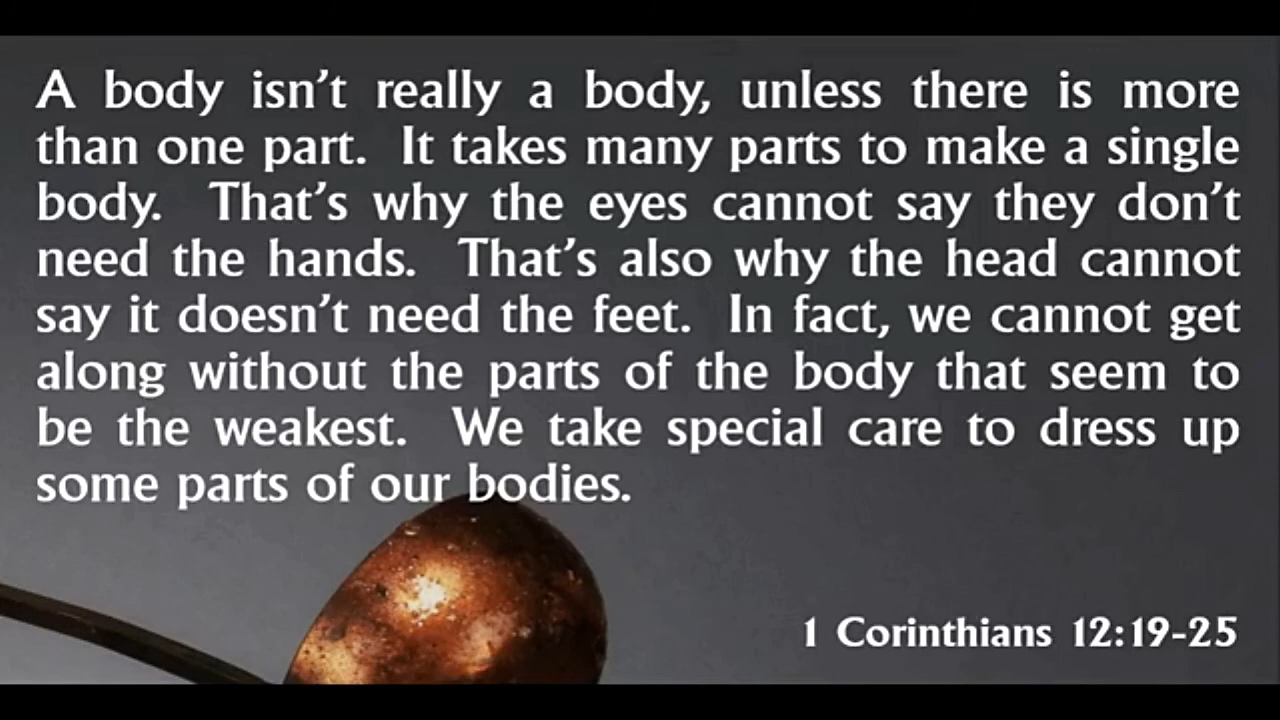 A body isn’t really a body, unless there is more
than one part.  It takes many parts to make a single
body.  That’s why the eyes cannot say they don’t
need the hands.  That’s also why the head cannot
say it doesn’t need the feet.  In fact, we cannot get
along without the parts of the body that seem to
be the weakest.  We take special care to dress up
some parts of our bodies.
1 Corinthians 12:19-25